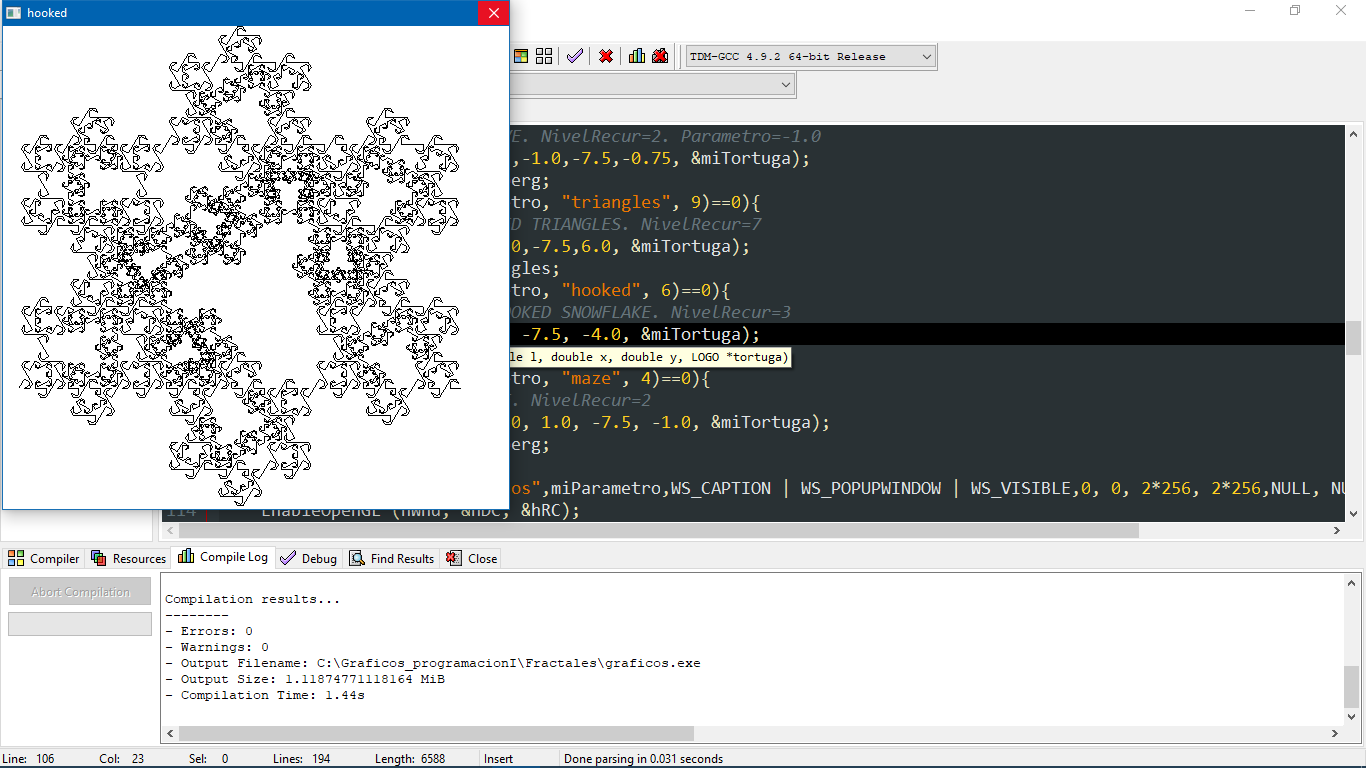 hooked
TDM-GCC 4.9.2 64-bit Release
E. NivelRecur=2. Parametro=-1.0
,-1.0,-7.5,-0.75, &miTortuga);
erg;
tro, "triangles", 9)==0){
D TRIANGLES. NivelRecur=7
0,-7.5,6.0, &miTortuga);
gles;
tro, "hooked", 6)==0){
OOKED SNOWFLAKE. NivelRecur=3
-7.5, -4.0, &miTortuga);
le l, double x, double y, LOGO *tortuga)
tro, "maze", 4)==0){
. NivelRecur=2
0, 1.0, -7.5, -1.0, &miTortuga);
erg;
os",miParametro,WS_CAPTION | WS_POPUPWINDOW | WS_VISIBLE,0, 0, 2*256, 2*256,NULL, NU
114 EnableOpenGL (hWnd, &hDC, &hRC);
Compiler Resources Compile Log Debug Find Results Close
Abort Compilation
Compilation results...
--------
- Errors: 0
- Warnings: 0
- Output Filename: C:\Graficos_programacionI\Fractales\graficos.exe
- Output Size: 1.11874771118164 MiB
- Compilation Time: 1.44s
Line: 106 Col: 23 Sel: 0 Lines: 194 Length: 6588 Insert Done parsing in 0.031 seconds